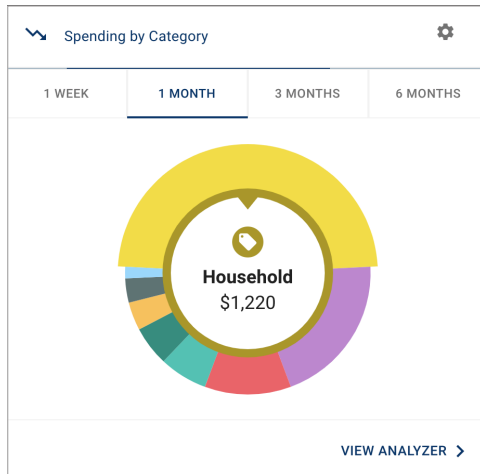 Spending by Category
1 WEEK
1 MONTH
3 MONTHS
6 MONTHS
Household
$1,220
VIEW ANALYZER